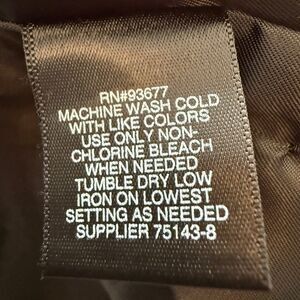 RN#93677
MACHINE WASH COLD
WITH LIKE COLORS
USE ONLY NON-
CHLORINE BLEACH
WHEN NEEDED
TUMBLE DRY LOW
IRON ON LOWEST
SETTING AS NEEDED
SUPPLIER 75143-8